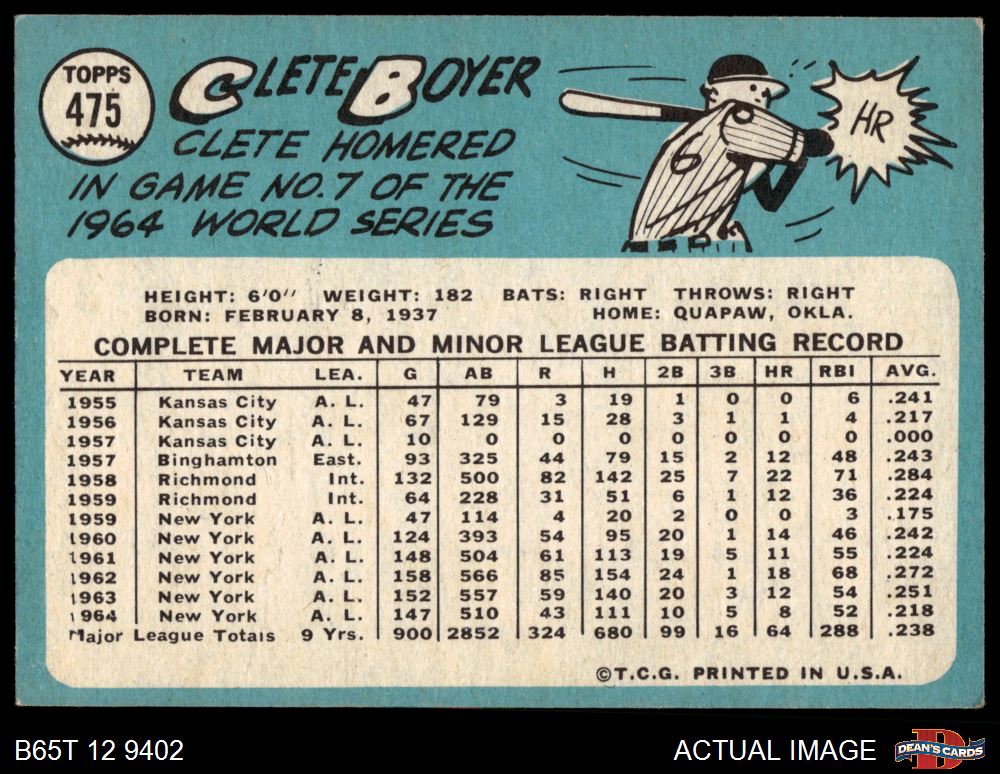 TOPPS
475
CLETE BOYER
CLETE HOMERED
IN GAME NO.7 OF THE
1964 WORLD SERIES
HR
6
HEIGHT: 6'0" WEIGHT: 182 BATS: RIGHT THROWS: RIGHT
BORN: FEBRUARY 8, 1937 HOME: QUAPAW, OKLA.
COMPLETE MAJOR AND MINOR LEAGUE BATTING RECORD
YEAR TEAM LEA. G AB R H 2B 3B HR RBI AVG.
1955 Kansas City A. L. 47 79 3 19 1 0 0 6 .241
1956 Kansas City A. L. 67 129 15 28 3 1 1 4 .217
1957 Kansas City A. L. 10 0 0 0 0 0 0 0 .000
1957 Binghamton East. 93 325 44 79 15 2 12 48 .243
1958 Richmond Int. 132 500 82 142 25 7 22 71 .284
1959 Richmond Int. 64 228 31 51 6 1 12 36 .224
1959 New York A. L. 47 114 4 20 2 0 0 3 .175
1960 New York A. L. 124 393 54 95 20 1 14 46 .242
1961 New York A. L. 148 504 61 113 19 5 11 55 .224
1962 New York A. L. 158 566 85 154 24 1 18 68 .272
1963 New York A. L. 152 557 59 140 20 3 12 54 .251
1964 New York A. L. 147 510 43 111 10 5 8 52 .218
Major League Totals 9 Yrs. 900 2852 324 680 99 16 64 288 .238
©T.C.G. PRINTED IN U.S.A.
B65T 12 9402
ACTUAL IMAGE
DEAN'S CARDS